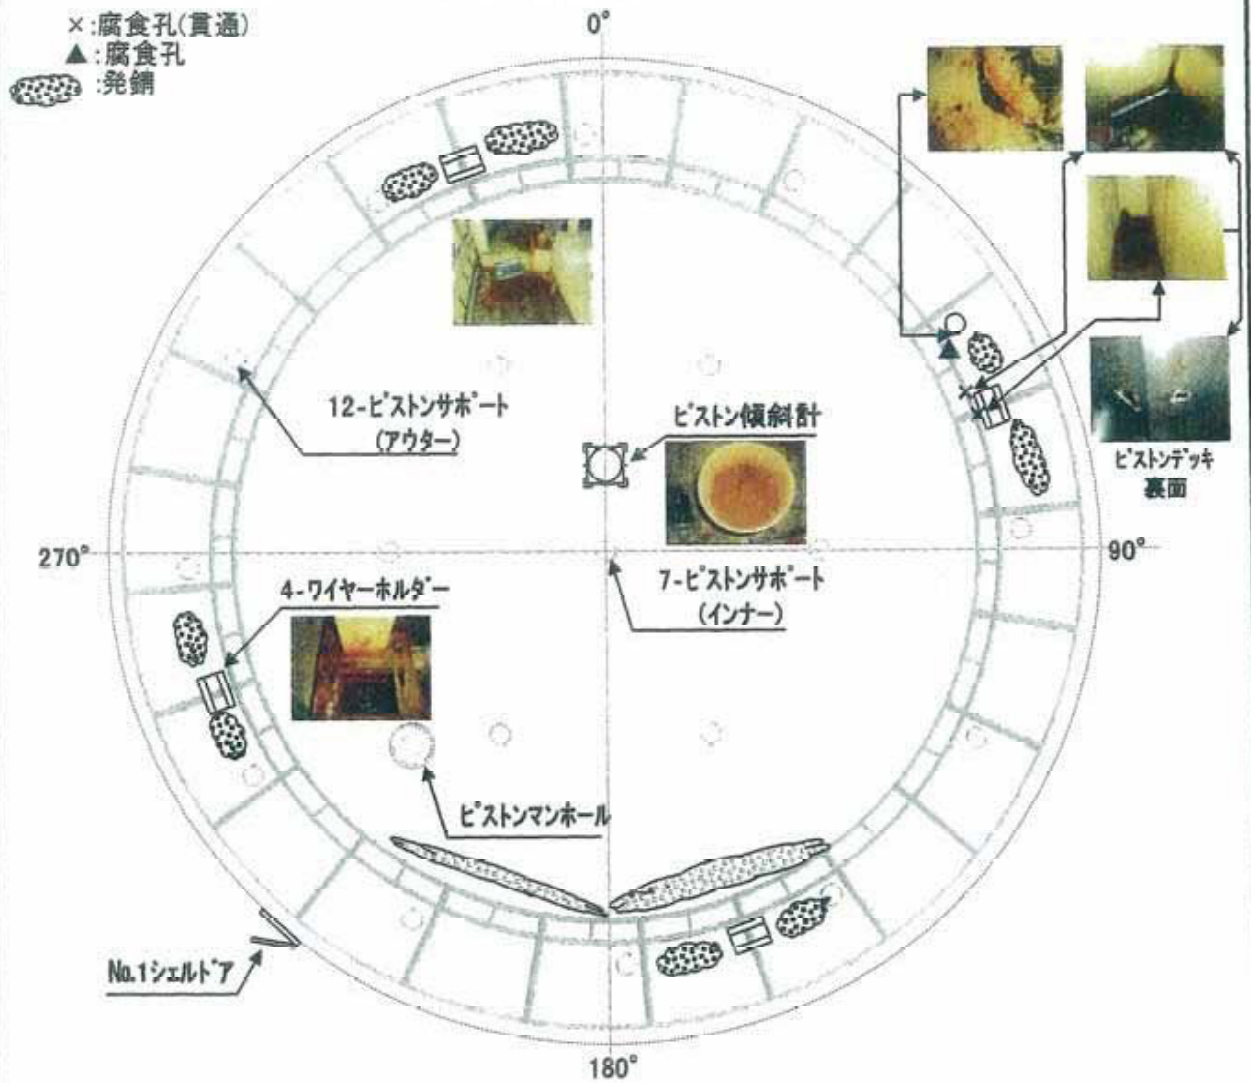 ×:腐食孔(貫通)
▲:腐食孔
:発錆
0°
12-ピストンサポート
(アウター)
ピストン傾斜計
ピストンデッキ
裏面
270°
90°
4-ワイヤーホルダー
7-ピストンサポート
(インナー)
ピストンマンホール
No.1シェルドア
180°